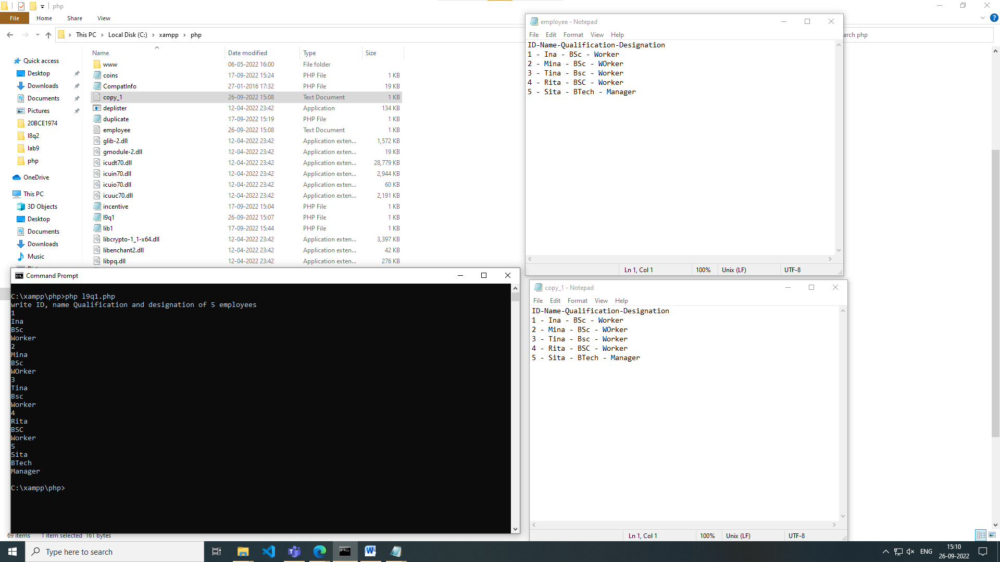 php
File Home Share View
This PC > Local Disk (C:) > xampp > php
arch php
Quick access
Desktop
Downloads
Documents
Pictures
20BCE1974
l8q2
lab9
php
OneDrive
This PC
3D Objects
Desktop
Documents
Downloads
Music
Name Date modified Type Size
www 06-05-2022 16:00 File folder
coins 17-09-2022 15:24 PHP File 1 KB
CompatInfo 27-01-2016 17:32 PHP File 19 KB
copy_1 26-09-2022 15:08 Text Document 1 KB
deplister 12-04-2022 23:42 Application 134 KB
duplicate 17-09-2022 15:19 PHP File 1 KB
employee 26-09-2022 15:08 Text Document 1 KB
glib-2.dll 12-04-2022 23:42 Application exten... 1,572 KB
gmodule-2.dll 12-04-2022 23:42 Application exten... 19 KB
icudt70.dll 12-04-2022 23:42 Application exten... 28,779 KB
icuin70.dll 12-04-2022 23:42 Application exten... 2,944 KB
icuio70.dll 12-04-2022 23:42 Application exten... 60 KB
icuuc70.dll 12-04-2022 23:42 Application exten... 2,191 KB
incentive 17-09-2022 15:04 PHP File 1 KB
l9q1 26-09-2022 15:07 PHP File 1 KB
lib1 17-09-2022 15:44 PHP File 1 KB
libcrypto-1_1-x64.dll 12-04-2022 23:42 Application exten... 3,397 KB
libenchant2.dll 12-04-2022 23:42 Application exten... 42 KB
libpq.dll 12-04-2022 23:42 Application exten... 276 KB
employee - Notepad
File Edit Format View Help
ID-Name-Qualification-Designation
1 - Ina - BSc - Worker
2 - Mina - BSc - WOrker
3 - Tina - Bsc - Worker
4 - Rita - BSC - Worker
5 - Sita - BTech - Manager
Ln 1, Col 1 100% Unix (LF) UTF-8
Command Prompt
C:\xampp\php>php l9q1.php
write ID, name Qualification and designation of 5 employees
1
Ina
BSc
Worker
2
Mina
BSc
WOrker
3
Tina
Bsc
Worker
4
Rita
BSC
Worker
5
Sita
BTech
Manager
C:\xampp\php>
copy_1 - Notepad
File Edit Format View Help
ID-Name-Qualification-Designation
1 - Ina - BSc - Worker
2 - Mina - BSc - WOrker
3 - Tina - Bsc - Worker
4 - Rita - BSC - Worker
5 - Sita - BTech - Manager
Ln 1, Col 1 100% Unix (LF) UTF-8
69 items 1 item selected 161 bytes
Type here to search
ENG
15:10
26-09-2022